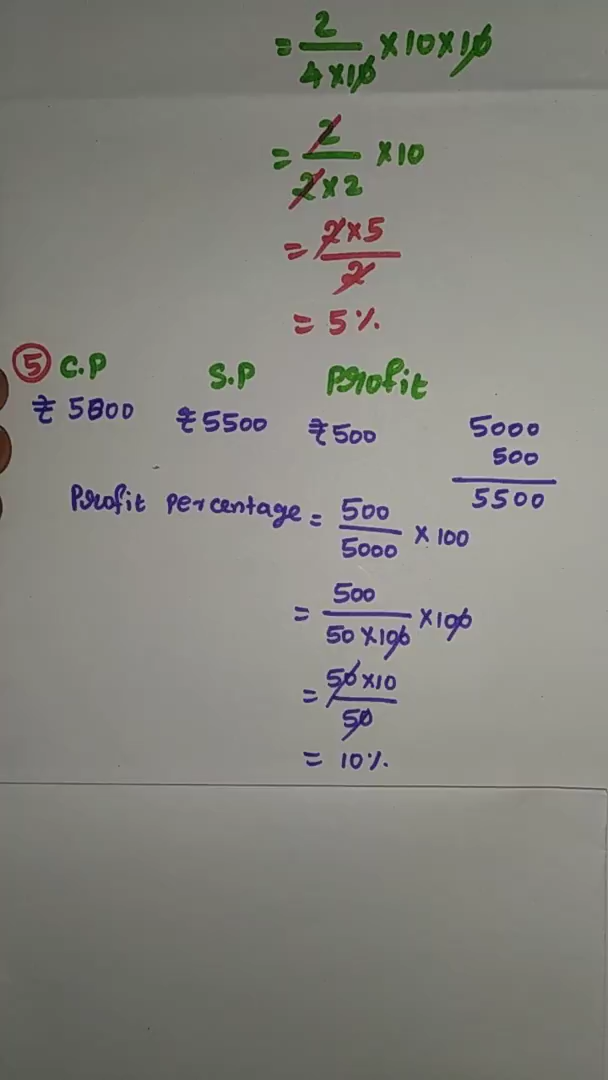 = 2/4×10 ×10×10
= 2/2×2 ×10
= 2×5/2
= 5%
5 C.P S.P Profit
₹ 5000 ₹ 5500 ₹ 500
5000
500
5500
Profit percentage = 500/5000 × 100
= 500/50×100 ×100
= 50×10/50
= 10%